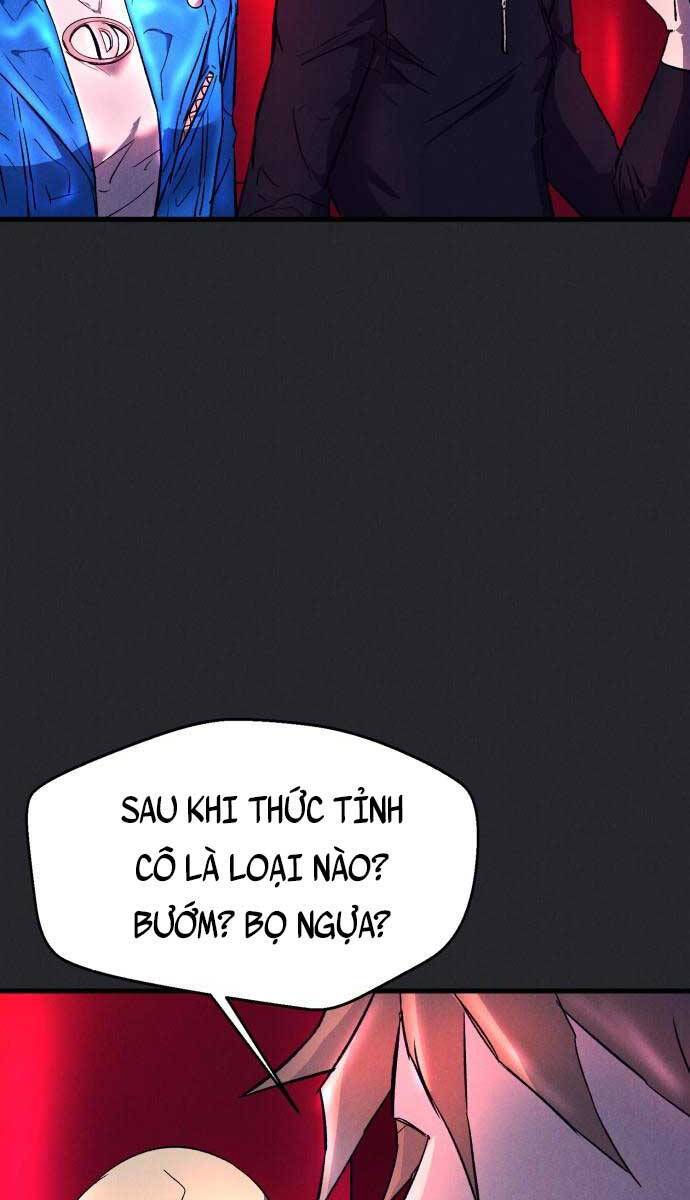 SAU KHI THỨC TỈNH
CÔ LÀ LOẠI NÀO?
BƯỚM? BỌ NGỰA?